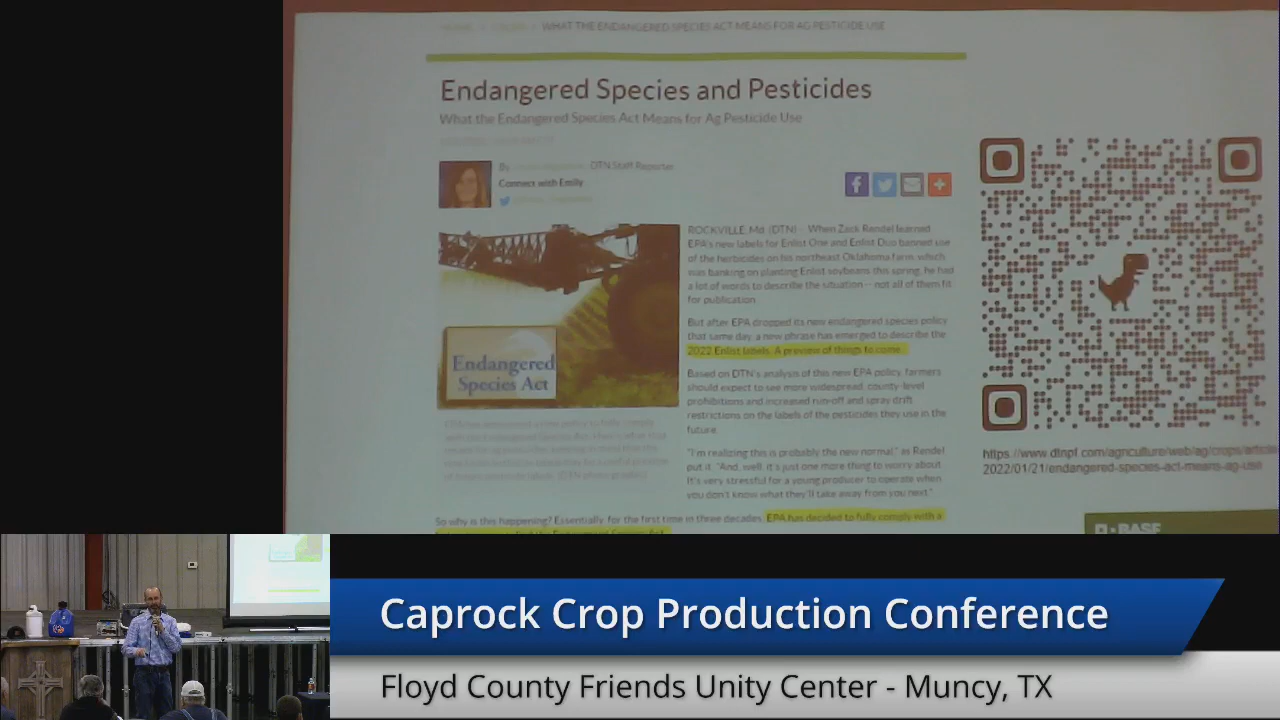 WHAT THE ENDANGERED SPECIES ACT MEANS FOR AG PESTICIDE USE
Endangered Species and Pesticides
What the Endangered Species Act Means for Ag Pesticide Use
By
DTN Staff Reporter
Connect with Emily
Endangered
Species Act
ROCKVILLE, Md (DTN) -- When Zack Rendel learned
EPA's new labels for Enlist One and Enlist Duo banned use
of the herbicides on his northeast Oklahoma farm, which
was banking on planting Enlist soybeans this spring, he had
a lot of words to describe the situation -- not all of them fit
for publication.
But after EPA dropped its new endangered species policy
that same day, a new phrase has emerged to describe the
2022 Enlist labels: A preview of things to come.
Based on DTN's analysis of this new EPA policy, farmers
should expect to see more widespread, county-level
prohibitions and increased run-off and spray drift
restrictions on the labels of the pesticides they use in the
future.
"I'm realizing this is probably the new normal," as Rendel
put it. "And, well, it's just one more thing to worry about.
It's very stressful for a young producer to operate when
you don't know what they'll take away from you next."
So why is this happening? Essentially, for the first time in three decades, EPA has decided to fully comply with a
https://www.dtnpf.com/agriculture/web/ag/crops/article
2022/01/21/endangered-species-act-means-ag-use
BASF
Caprock Crop Production Conference
Floyd County Friends Unity Center - Muncy, TX